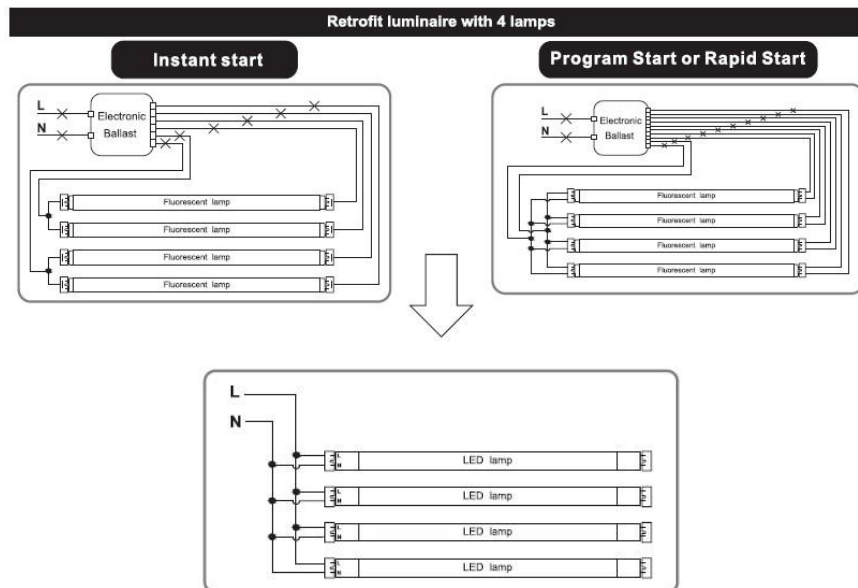 Retrofit luminaire with 4 lamps
Instant start
L
N
Electronic
Ballast
Fluorescent lamp
Fluorescent lamp
Fluorescent lamp
Fluorescent lamp
Program Start or Rapid Start
L
N
Electronic
Ballast
Fluorescent lamp
Fluorescent lamp
Fluorescent lamp
Fluorescent lamp
L
N
L
N
LED lamp
L
N
LED lamp
L
N
LED lamp
L
N
LED lamp